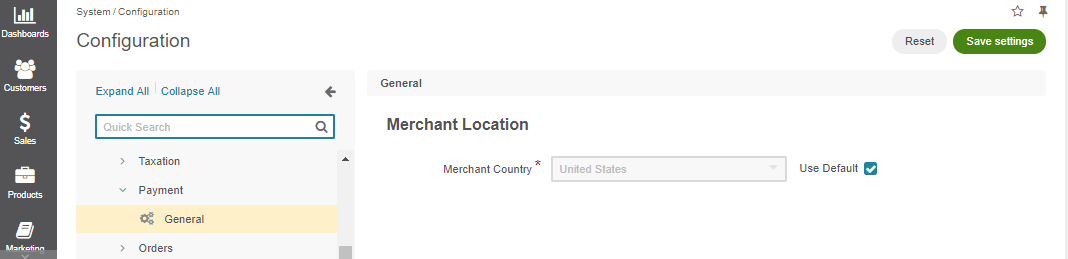 Dashboards
Customers
Sales
Products
Marketing
System / Configuration
Configuration
Reset
Save settings
Expand All
Collapse All
Quick Search
Taxation
Payment
General
Orders
General
Merchant Location
Merchant Country *
United States
Use Default